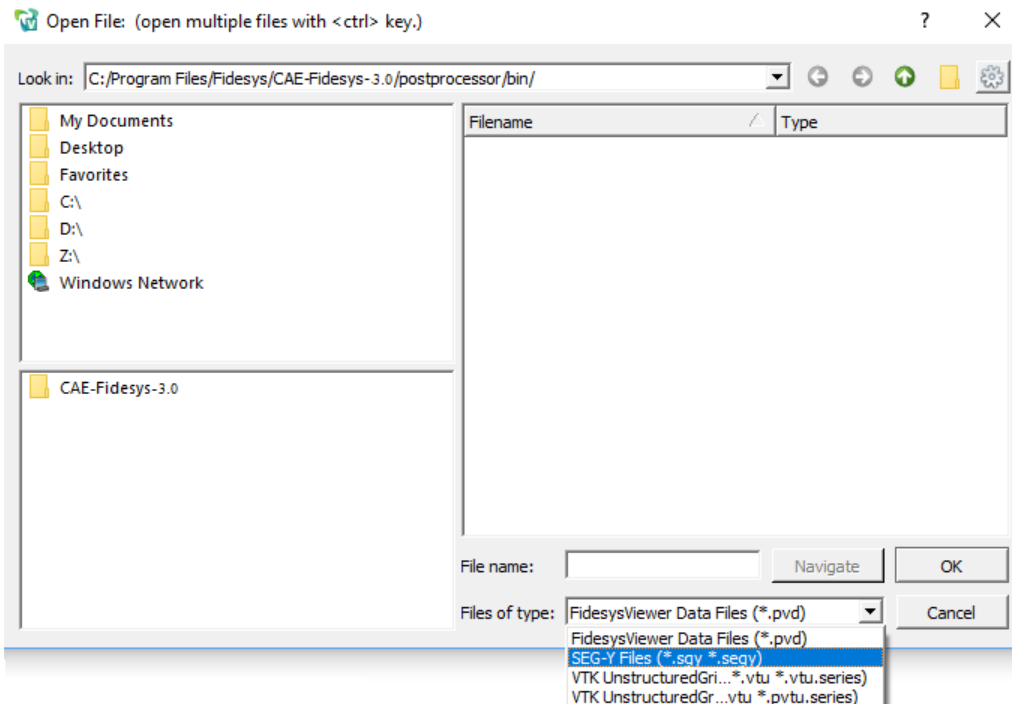 Open File: (open multiple files with <ctrl> key.)
?
Look in: C:/Program Files/Fidesys/CAE-Fidesys-3.0/postprocessor/bin/
My Documents
Desktop
Favorites
C:\
D:\
Z:\
Windows Network
CAE-Fidesys-3.0
Filename Type
File name: Navigate OK
Files of type: FidesysViewer Data Files (*.pvd) Cancel
FidesysViewer Data Files (*.pvd)
SEG-Y Files (*.sgy *.segy)
VTK UnstructuredGri...*.vtu *.vtu.series)
VTK UnstructuredGr...vtu *.pvtu.series)